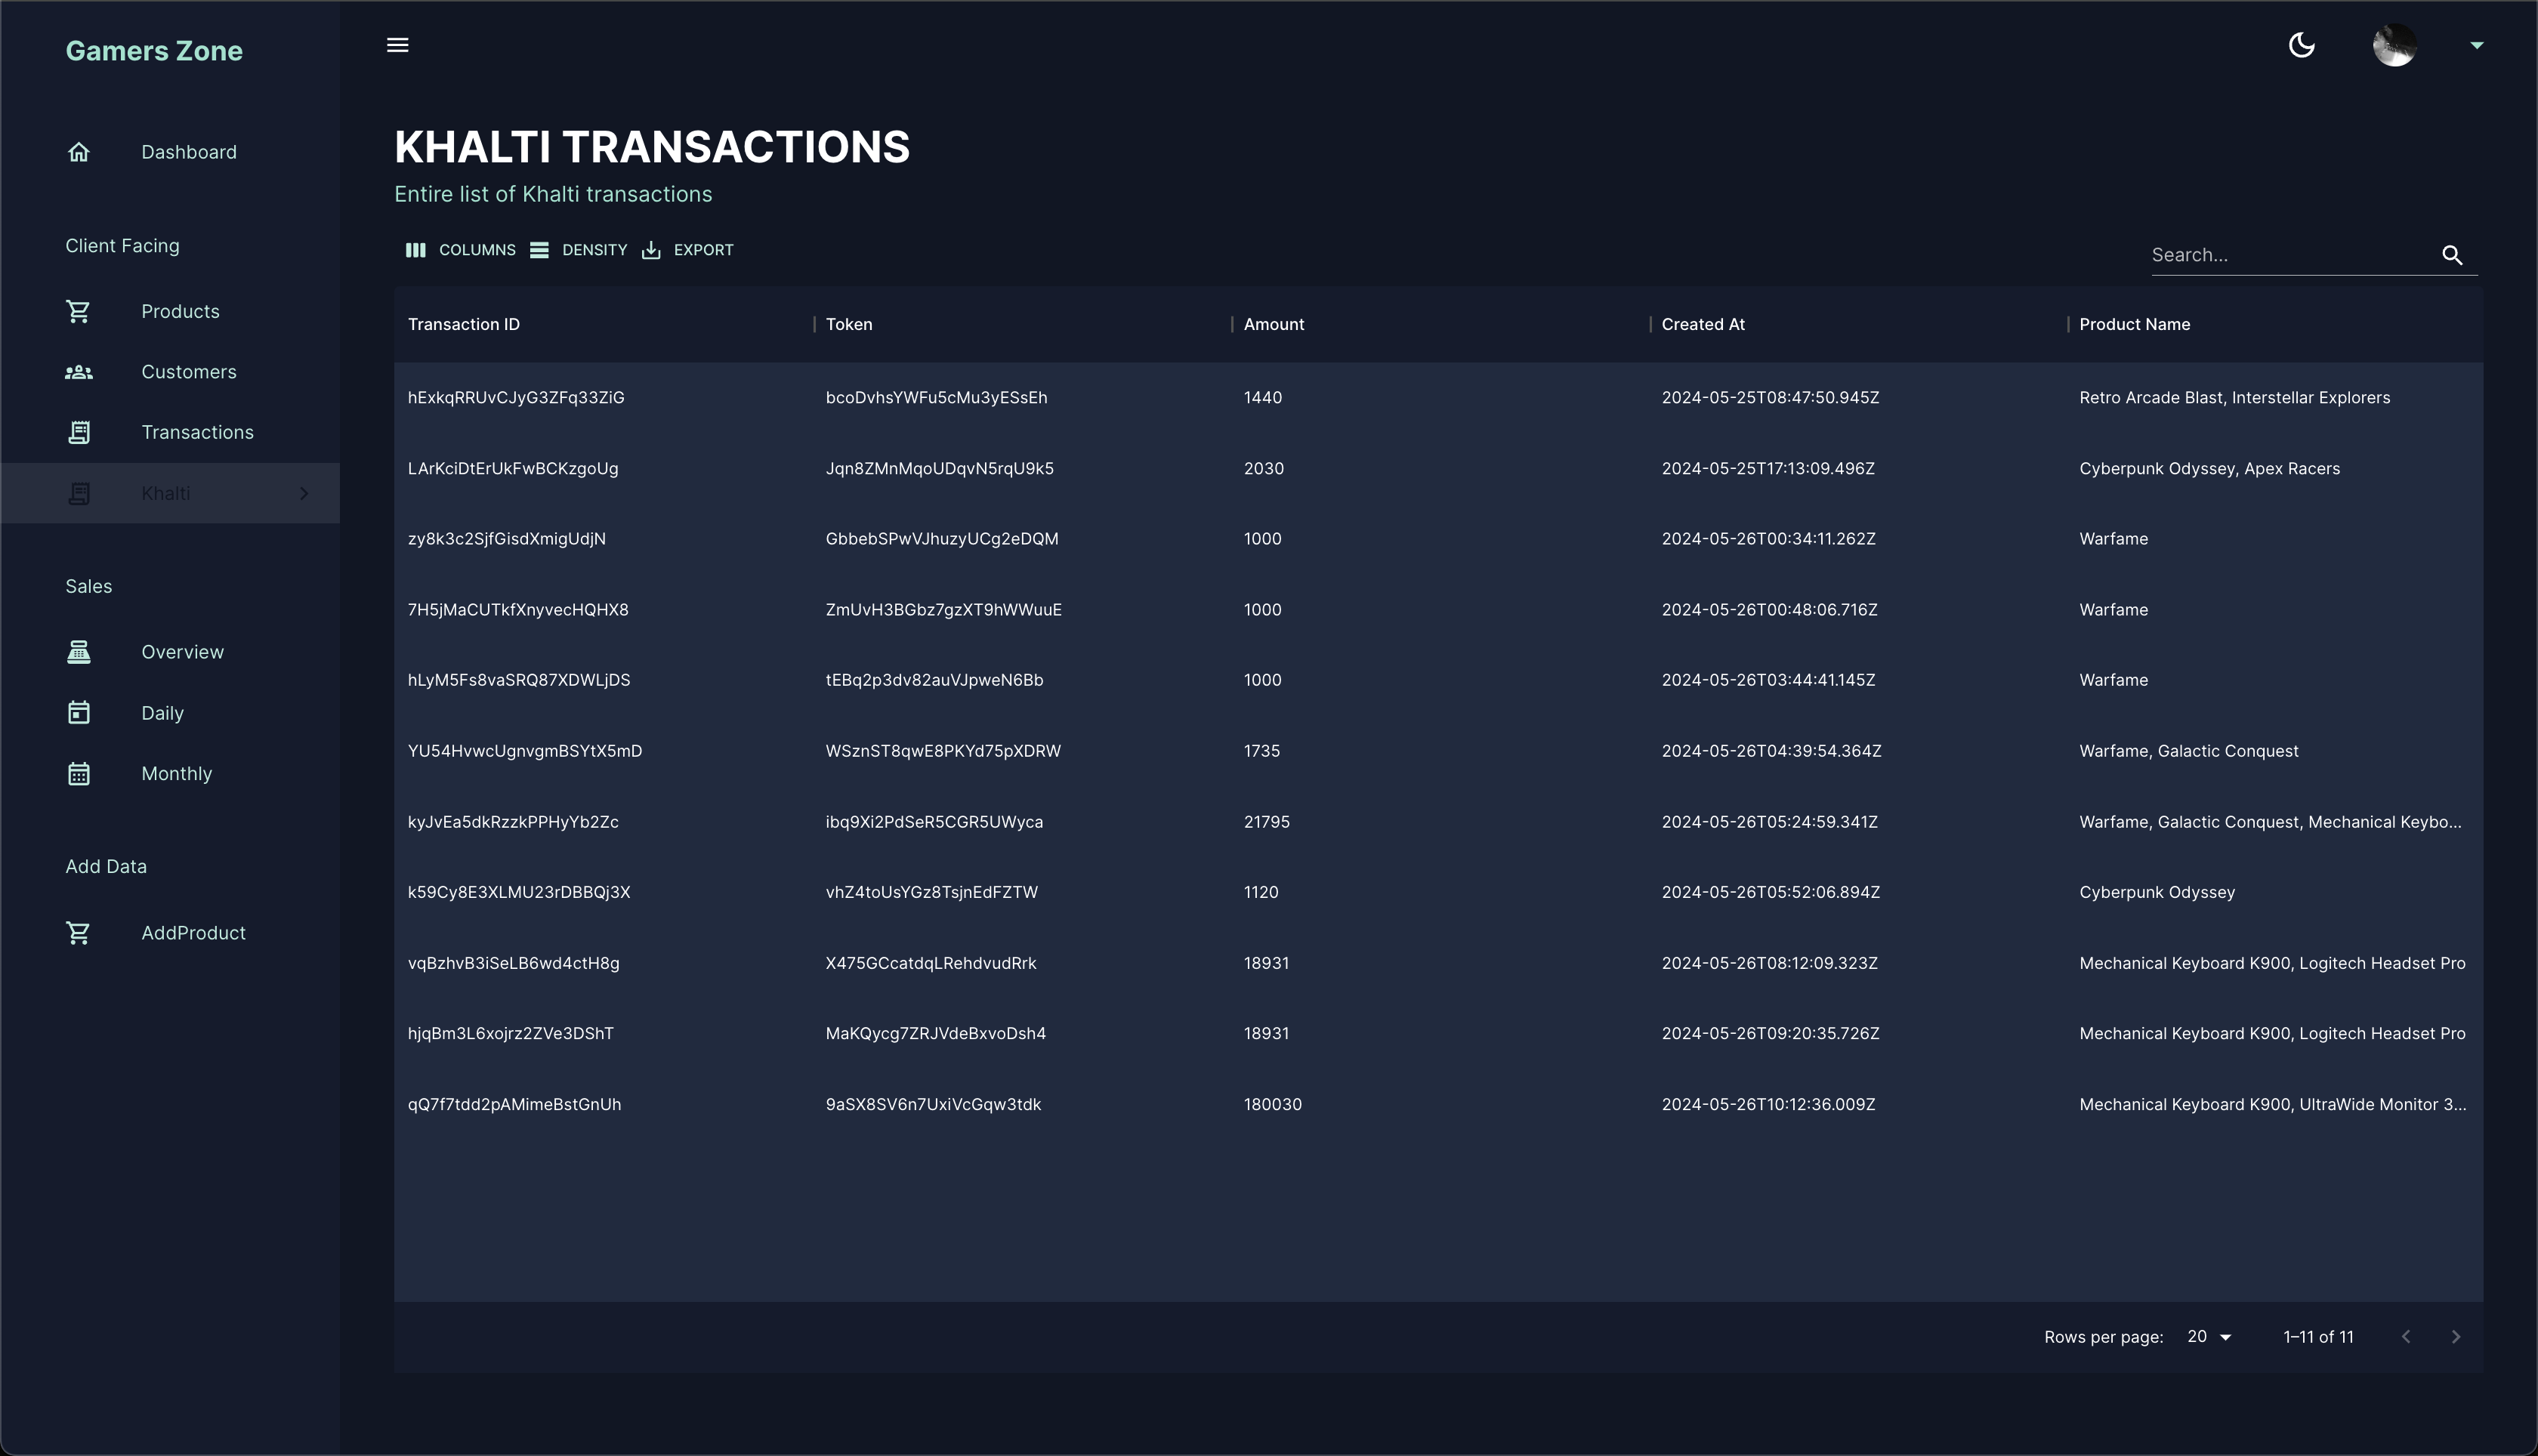 Gamers Zone
Dashboard
Client Facing
Products
Customers
Transactions
Khalti
Sales
Overview
Daily
Monthly
Add Data
AddProduct
KHALTI TRANSACTIONS
Entire list of Khalti transactions
COLUMNS DENSITY EXPORT
Search...
Transaction ID Token Amount Created At Product Name
hExkqRRUvCJyG3ZFq33ZiG bcoDvhsYWFu5cMu3yESsEh 1440 2024-05-25T08:47:50.945Z Retro Arcade Blast, Interstellar Explorers
LArKciDtErUkFwBCKzgoUg Jqn8ZMnMqoUDqvN5rqU9k5 2030 2024-05-25T17:13:09.496Z Cyberpunk Odyssey, Apex Racers
zy8k3c2SjfGisdXmigUdjN GbbebSPwVJhuzyUCg2eDQM 1000 2024-05-26T00:34:11.262Z Warfame
7H5jMaCUTkfXnyvecHQHX8 ZmUvH3BGbz7gzXT9hWWuuE 1000 2024-05-26T00:48:06.716Z Warfame
hLyM5Fs8vaSRQ87XDWLjDS tEBq2p3dv82auVJpweN6Bb 1000 2024-05-26T03:44:41.145Z Warfame
YU54HvwcUgnvgmBSYtX5mD WSznST8qwE8PKYd75pXDRW 1735 2024-05-26T04:39:54.364Z Warfame, Galactic Conquest
kyJvEa5dkRzzkPPHyYb2Zc ibq9Xi2PdSeR5CGR5UWyca 21795 2024-05-26T05:24:59.341Z Warfame, Galactic Conquest, Mechanical Keybo...
k59Cy8E3XLMU23rDBBQj3X vhZ4toUsYGz8TsjnEdFZTW 1120 2024-05-26T05:52:06.894Z Cyberpunk Odyssey
vqBzhvB3iSeLB6wd4ctH8g X475GCcatdqLRehdvudRrk 18931 2024-05-26T08:12:09.323Z Mechanical Keyboard K900, Logitech Headset Pro
hjqBm3L6xojrz2ZVe3DShT MaKQycg7ZRJVdeBxvoDsh4 18931 2024-05-26T09:20:35.726Z Mechanical Keyboard K900, Logitech Headset Pro
qQ7f7tdd2pAMimeBstGnUh 9aSX8SV6n7UxiVcGqw3tdk 180030 2024-05-26T10:12:36.009Z Mechanical Keyboard K900, UltraWide Monitor 3...
Rows per page: 20 1–11 of 11